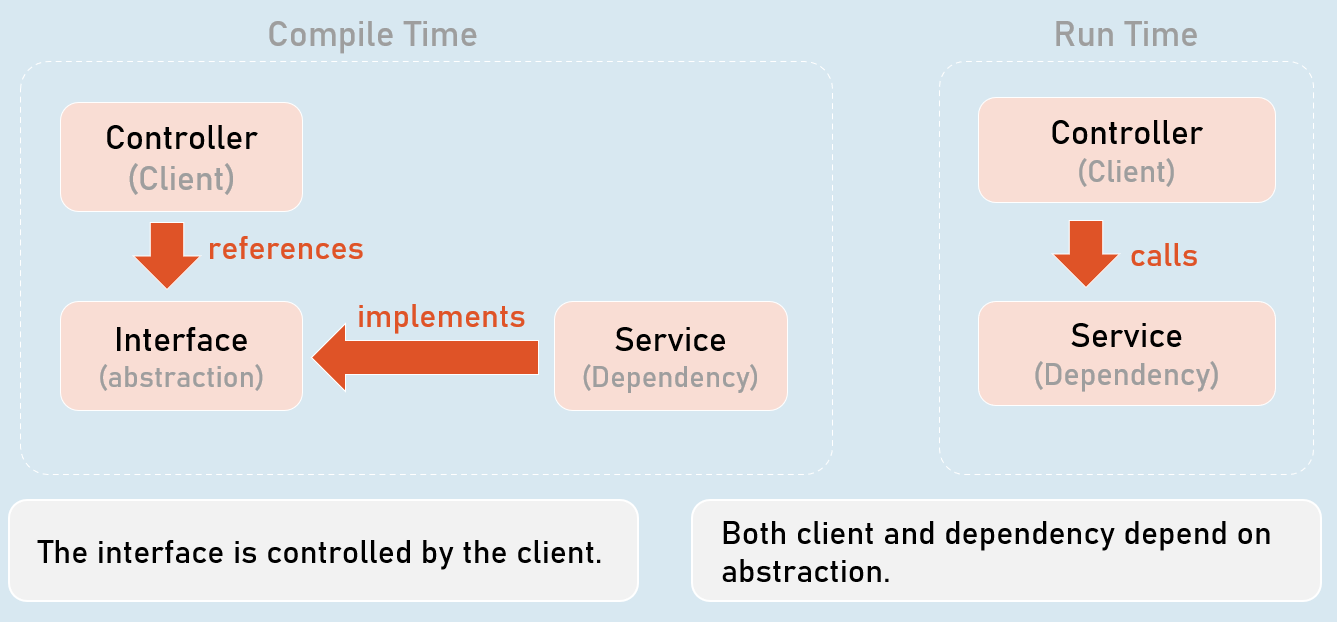 Compile Time
Run Time
Controller
(Client)
references
implements
Interface
(abstraction)
Service
(Dependency)
Controller
(Client)
calls
Service
(Dependency)
The interface is controlled by the client.
Both client and dependency depend on
abstraction.